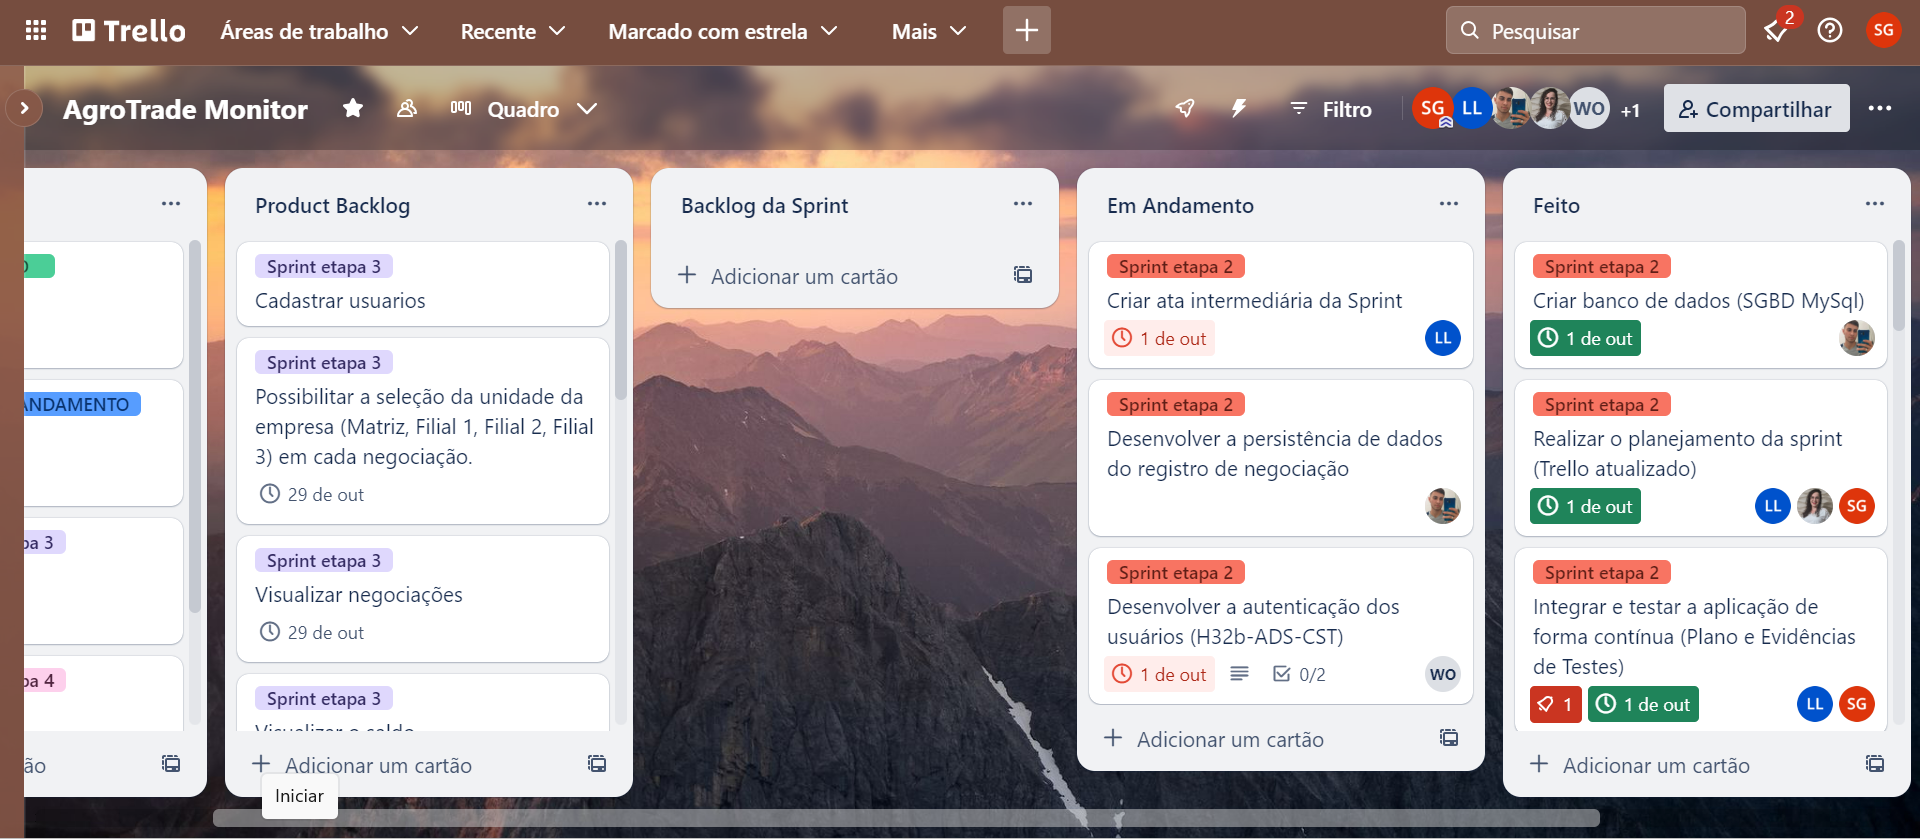 Trello
Áreas de trabalho
Recente
Marcado com estrela
Mais
Pesquisar
2
SG
AgroTrade Monitor
Quadro
Filtro
SG
LL
WO
+1
Compartilhar
ANDAMENTO
Product Backlog
Sprint etapa 3
Cadastrar usuarios
Sprint etapa 3
Possibilitar a seleção da unidade da
empresa (Matriz, Filial 1, Filial 2, Filial
3) em cada negociação.
29 de out
Sprint etapa 3
Visualizar negociações
29 de out
Sprint etapa 3
Visualizar o saldo
Adicionar um cartão
Iniciar
Backlog da Sprint
Adicionar um cartão
Em Andamento
Sprint etapa 2
Criar ata intermediária da Sprint
1 de out
LL
Sprint etapa 2
Desenvolver a persistência de dados
do registro de negociação
Sprint etapa 2
Desenvolver a autenticação dos
usuários (H32b-ADS-CST)
1 de out
0/2
WO
Adicionar um cartão
Feito
Sprint etapa 2
Criar banco de dados (SGBD MySql)
1 de out
Sprint etapa 2
Realizar o planejamento da sprint
(Trello atualizado)
1 de out
LL
SG
Sprint etapa 2
Integrar e testar a aplicação de
forma contínua (Plano e Evidências
de Testes)
1
1 de out
LL
SG
Adicionar um cartão